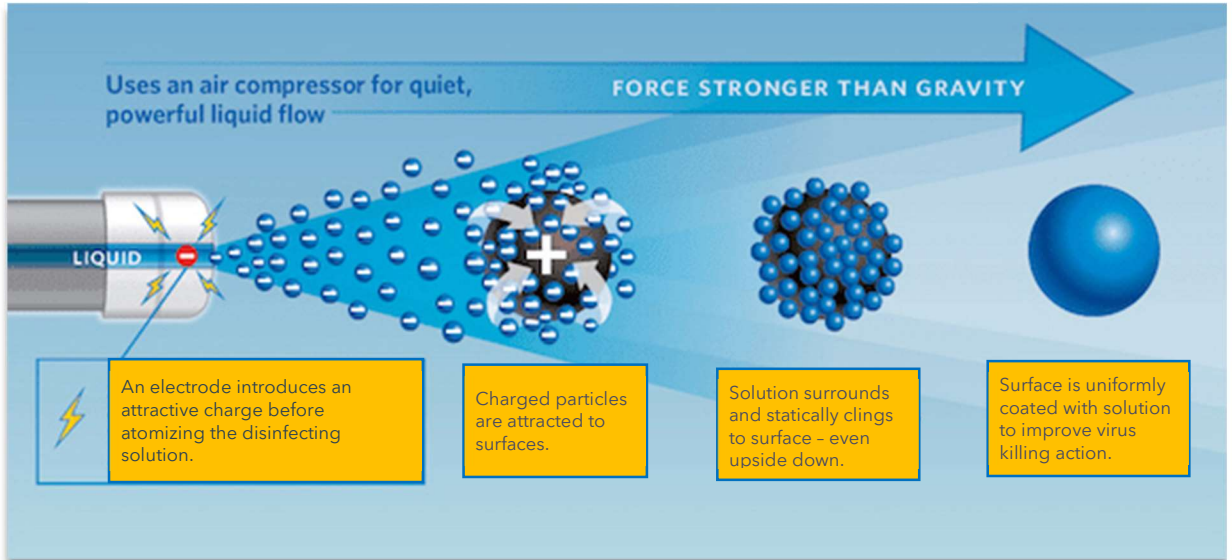 Uses an air compressor for quiet,
powerful liquid flow
FORCE STRONGER THAN GRAVITY
LIQUID
An electrode introduces an
attractive charge before
atomizing the disinfecting
solution.
Charged particles
are attracted to
surfaces.
Solution surrounds
and statically clings
to surface – even
upside down.
Surface is uniformly
coated with solution
to improve virus
killing action.